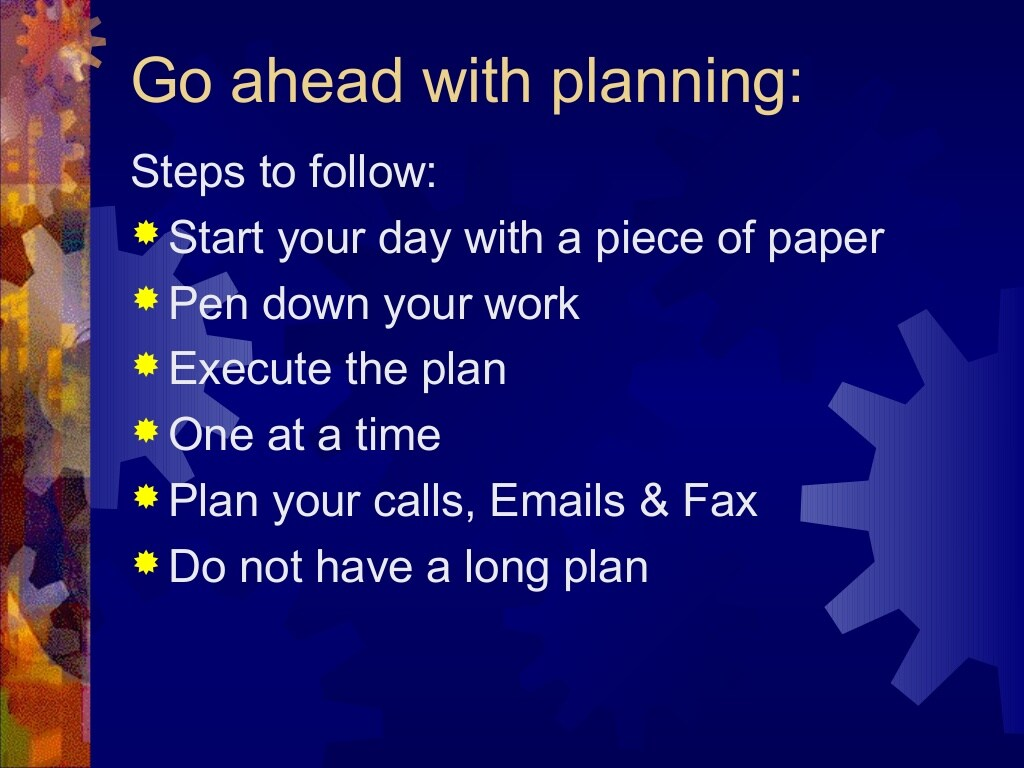 Go ahead with planning:
Steps to follow:
Start your day with a piece of paper
Pen down your work
Execute the plan
One at a time
Plan your calls, Emails & Fax
Do not have a long plan